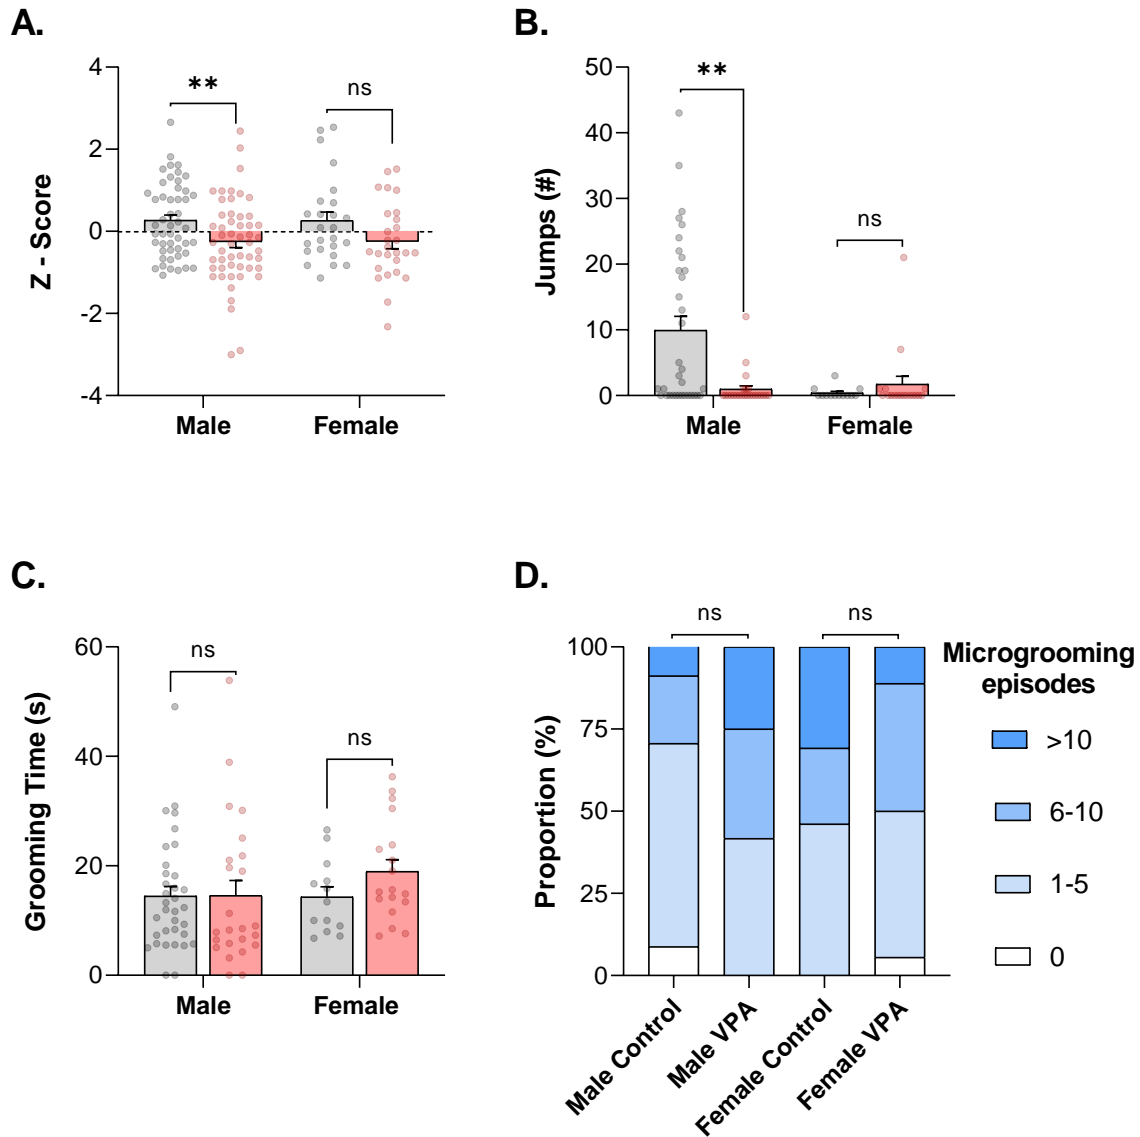 A.
4
2
0
-2
-4
Z - Score
**
ns
Male
Female
B.
50
40
30
20
10
0
Jumps (#)
**
ns
Male
Female
C.
60
40
20
0
Grooming Time (s)
ns
ns
Male
Female
D.
100
75
50
25
0
Proportion (%)
ns
ns
Male Control
Male VPA
Female Control
Female VPA
Microgrooming
episodes
>10
6-10
1-5
0